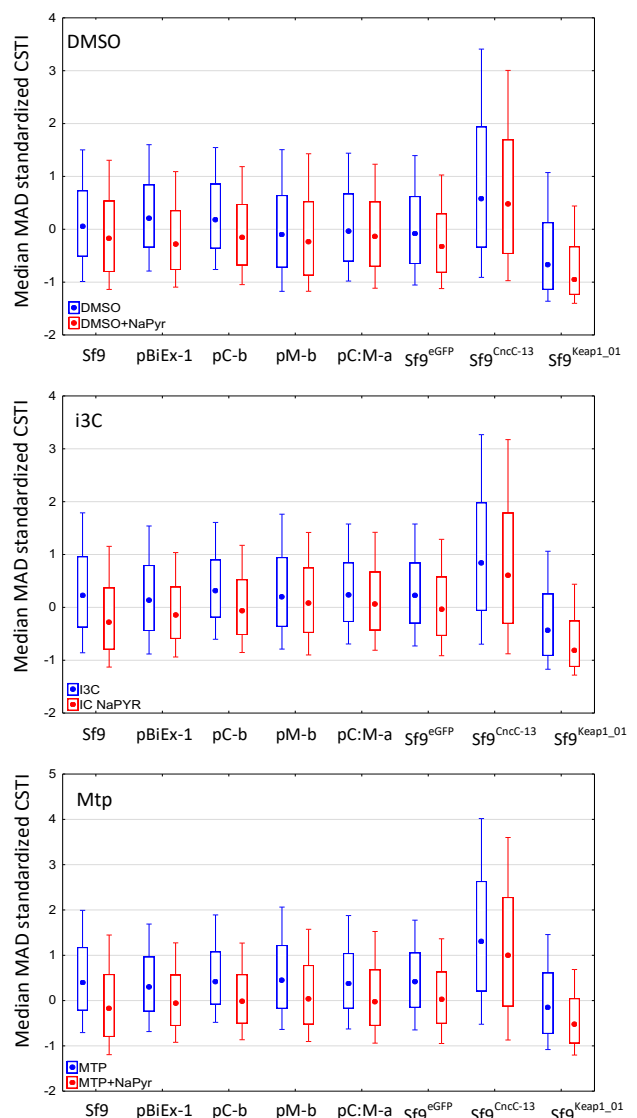 Median MAD standardized CSTI
DMSO
4
3
2
1
0
-1
-2
DMSO
DMSO+NaPyr
Sf9 pBiEx-1 pC-b pM-b pC:M-a Sf9eGFP Sf9CncC-13 Sf9Keap1_01
Median MAD standardized CSTI
i3C
4
3
2
1
0
-1
-2
I3C
IC NaPYR
Sf9 pBiEx-1 pC-b pM-b pC:M-a Sf9eGFP Sf9CncC-13 Sf9Keap1_01
Median MAD standardized CSTI
Mtp
5
4
3
2
1
0
-1
-2
MTP
MTP+NaPyr
Sf9 pBiEx-1 pC-b pM-b pC:M-a Sf9eGFP Sf9CncC-13 Sf9Keap1_01